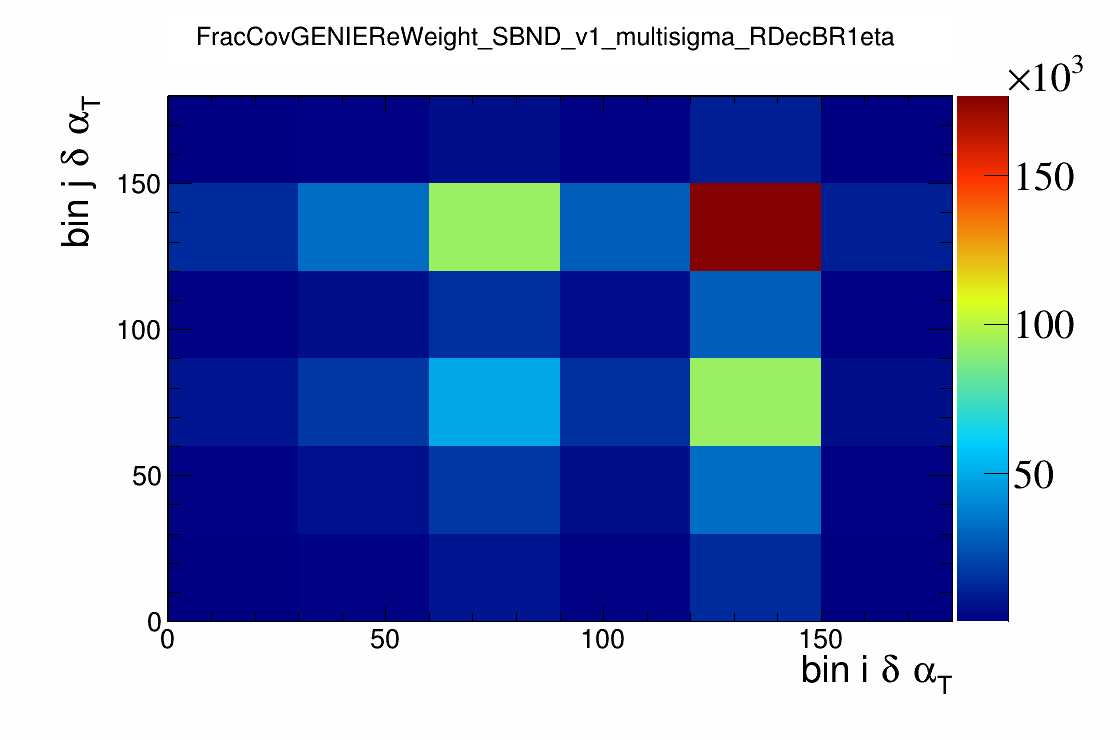 FracCovGENIEReWeight_SBND_v1_multisigma_RDecBR1eta
×10³
bin j δ α_T
150
100
50
0
0 50 100 150
bin i δ α_T
150
100
50